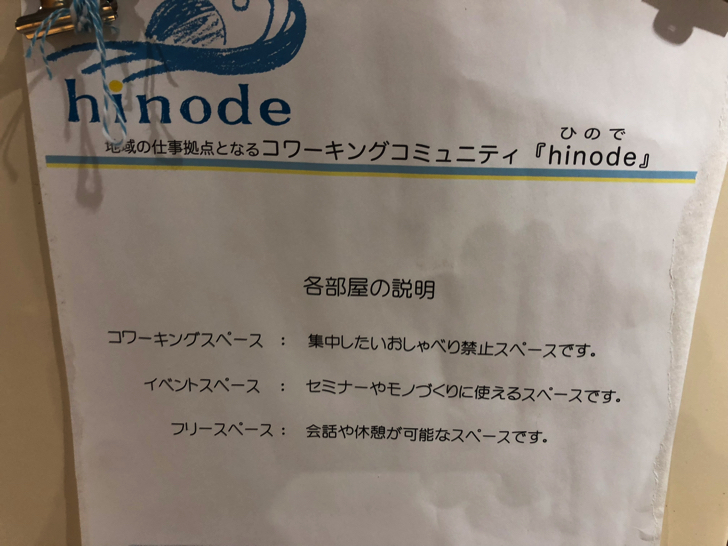 hinode
地域の仕事拠点となるコワーキングコミュニティ『hinode』
ひので
各部屋の説明
コワーキングスペース ： 集中したいおしゃべり禁止スペースです。
イベントスペース ： セミナーやモノづくりに使えるスペースです。
フリースペース： 会話や休憩が可能なスペースです。